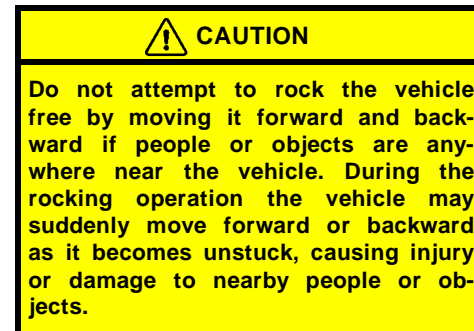 CAUTION
Do not attempt to rock the vehicle
free by moving it forward and back-
ward if people or objects are any-
where near the vehicle. During the
rocking operation the vehicle may
suddenly move forward or backward
as it becomes unstuck, causing injury
or damage to nearby people or ob-
jects.